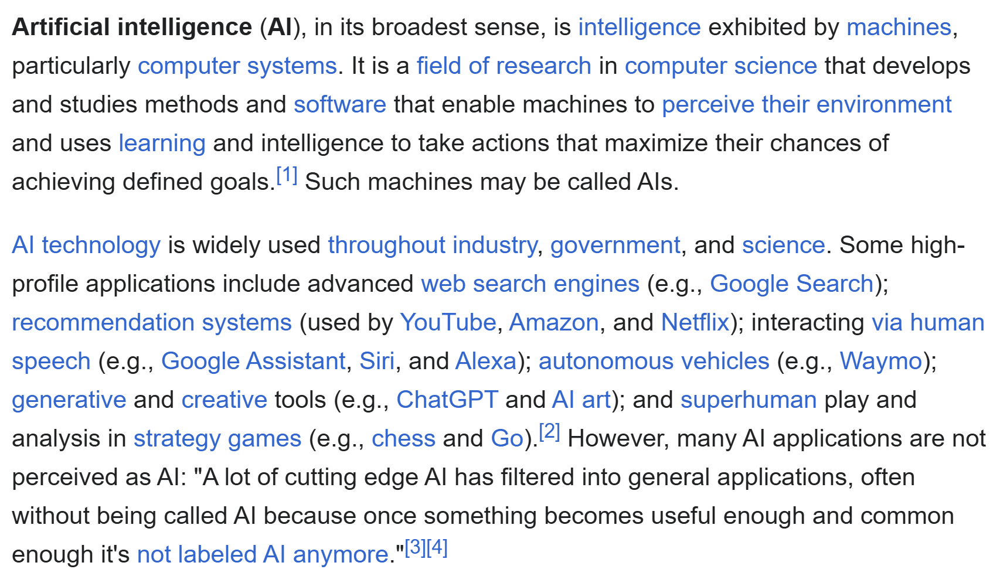 Artificial intelligence (AI), in its broadest sense, is intelligence exhibited by machines,
particularly computer systems. It is a field of research in computer science that develops
and studies methods and software that enable machines to perceive their environment
and uses learning and intelligence to take actions that maximize their chances of
achieving defined goals.[1] Such machines may be called AIs.
AI technology is widely used throughout industry, government, and science. Some high-
profile applications include advanced web search engines (e.g., Google Search);
recommendation systems (used by YouTube, Amazon, and Netflix); interacting via human
speech (e.g., Google Assistant, Siri, and Alexa); autonomous vehicles (e.g., Waymo);
generative and creative tools (e.g., ChatGPT and AI art); and superhuman play and
analysis in strategy games (e.g., chess and Go).[2] However, many AI applications are not
perceived as AI: "A lot of cutting edge AI has filtered into general applications, often
without being called AI because once something becomes useful enough and common
enough it's not labeled AI anymore."[3][4]